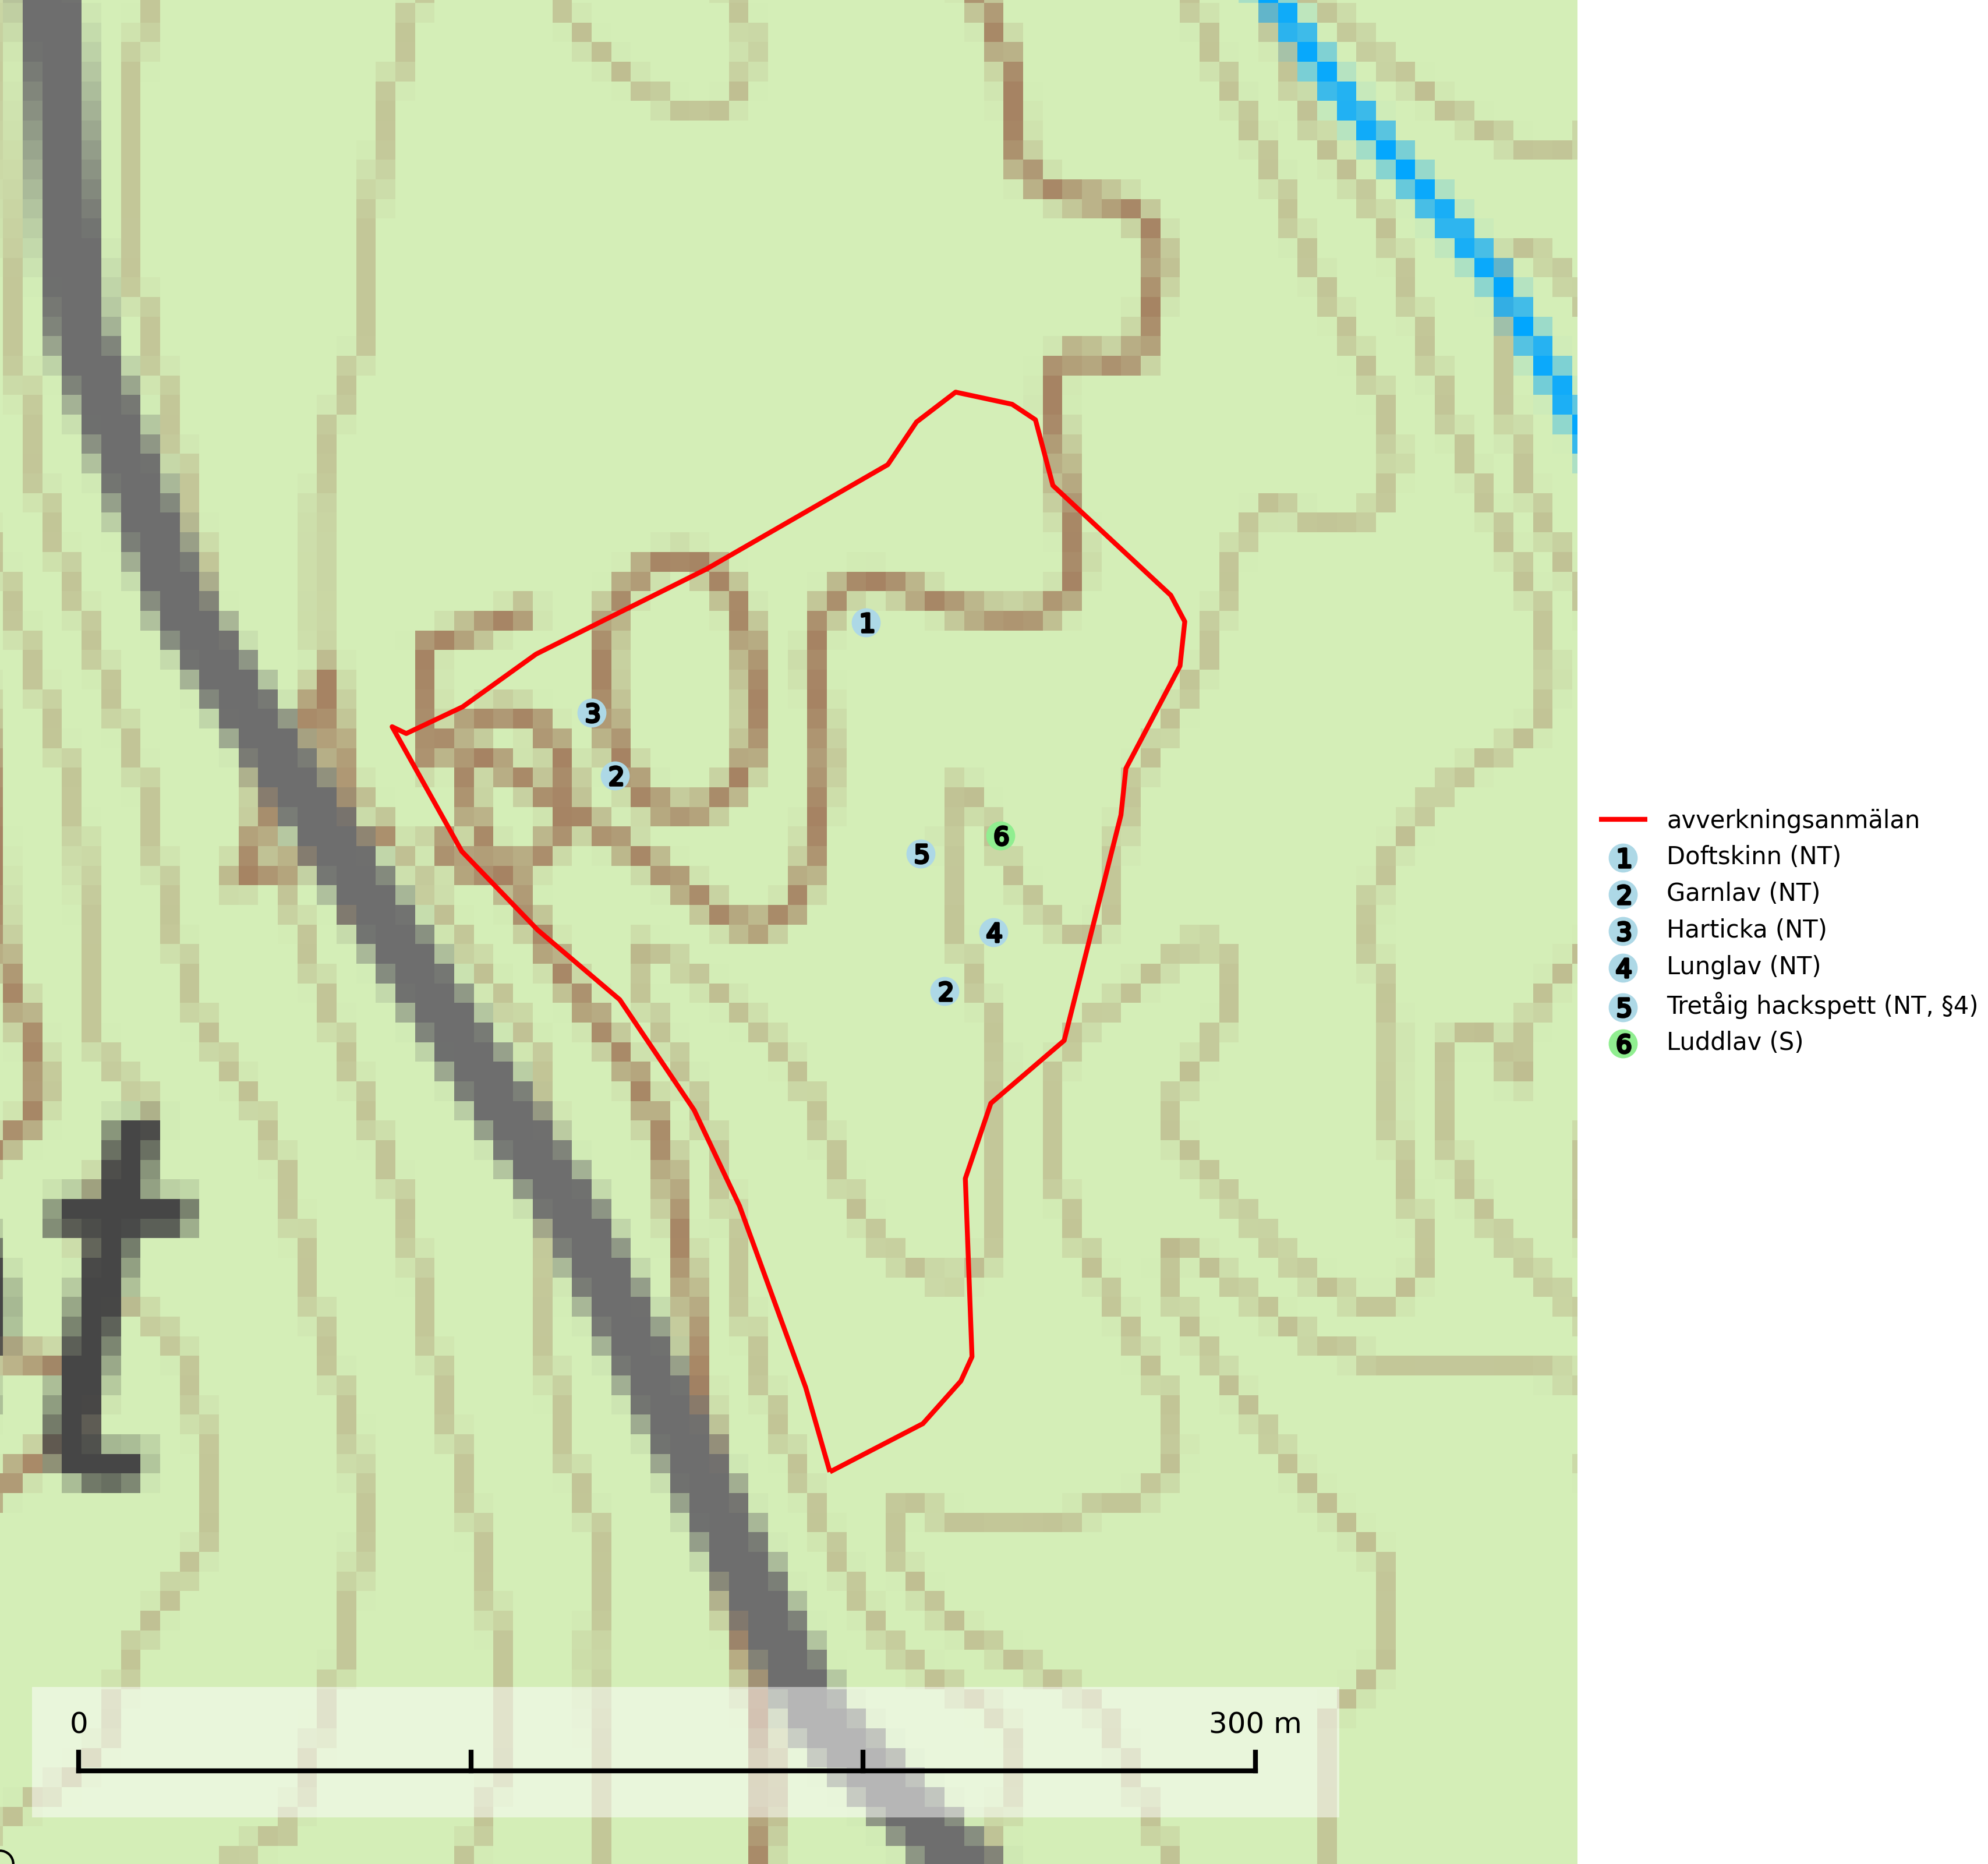 1
3
2
6
5
4
2
avverkningsanmälan
1 Doftskinn (NT)
2 Garnlav (NT)
3 Harticka (NT)
4 Lunglav (NT)
5 Tretåig hackspett (NT, §4)
6 Luddlav (S)
0 300 m